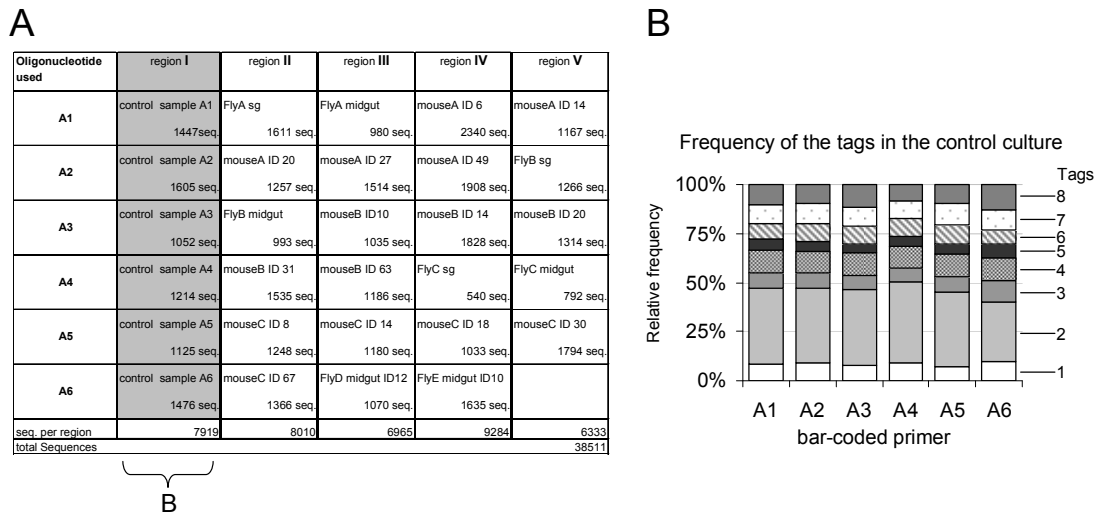 A
Oligonucleotide used region I region II region III region IV region V
A1 control sample A1 FlyA sg FlyA midgut mouseA ID 6 mouseA ID 14
1447seq. 1611 seq. 980 seq. 2340 seq. 1167 seq.
A2 control sample A2 mouseA ID 20 mouseA ID 27 mouseA ID 49 FlyB sg
1605 seq. 1257 seq. 1514 seq. 1908 seq. 1266 seq.
A3 control sample A3 FlyB midgut mouseB ID10 mouseB ID 14 mouseB ID 20
1052 seq. 993 seq. 1035 seq. 1828 seq. 1314 seq.
A4 control sample A4 mouseB ID 31 mouseB ID 63 FlyC sg FlyC midgut
1214 seq. 1535 seq. 1186 seq. 540 seq. 792 seq.
A5 control sample A5 mouseC ID 8 mouseC ID 14 mouseC ID 18 mouseC ID 30
1125 seq. 1248 seq. 1180 seq. 1033 seq. 1794 seq.
A6 control sample A6 mouseC ID 67 FlyD midgut ID12 FlyE midgut ID10
1476 seq. 1366 seq. 1070 seq. 1635 seq.
seq. per region 7919 8010 6965 9284 6333
total Sequences 38511
B
B
Frequency of the tags in the control culture
Tags
Relative frequency
100%
75%
50%
25%
0%
8
7
6
5
4
3
2
1
A1 A2 A3 A4 A5 A6
bar-coded primer